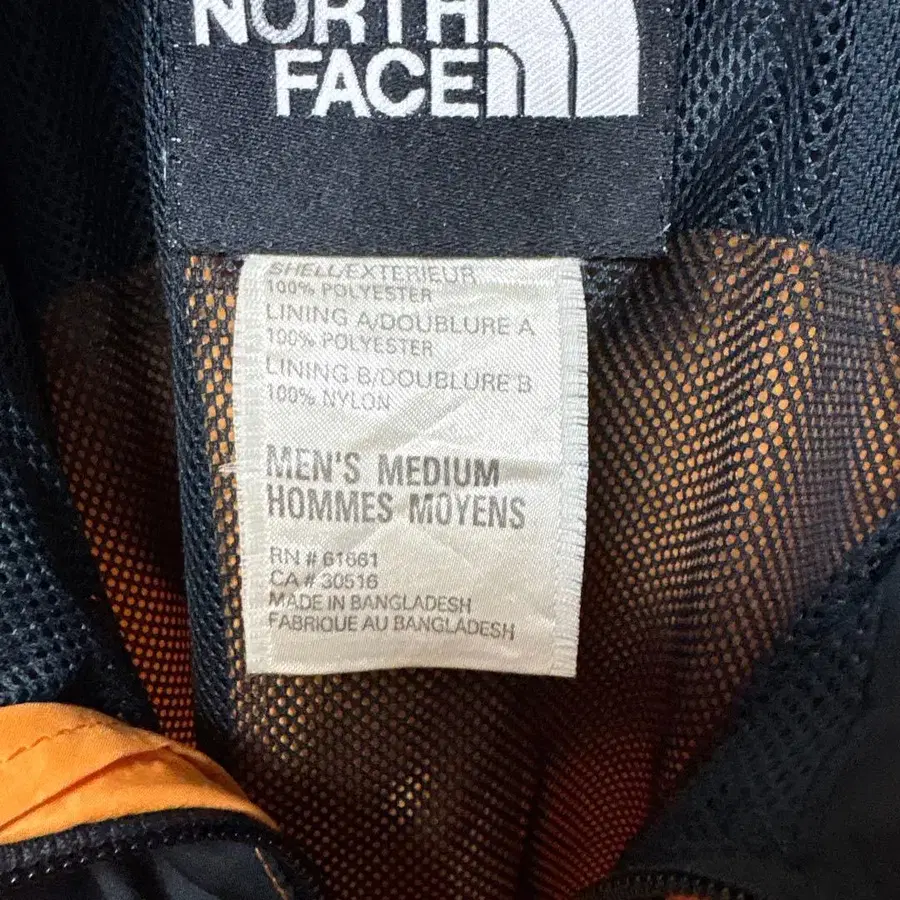 NORTH
FACE
SHELL/EXTERIEUR
100% POLYESTER
LINING A/DOUBLURE A
100% POLYESTER
LINING B/DOUBLURE B
100% NYLON
MEN'S MEDIUM
HOMMES MOYENS
RN # 61661
CA # 30516
MADE IN BANGLADESH
FABRIQUE AU BANGLADESH